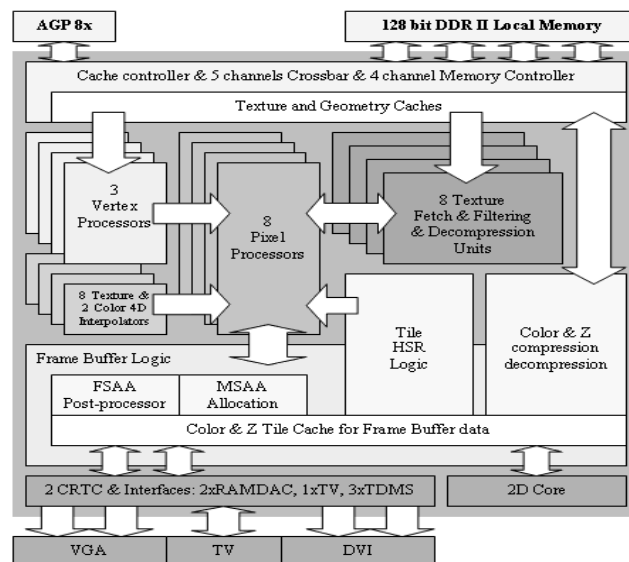 AGP 8x
128 bit DDR II Local Memory
Cache controller & 5 channels Crossbar & 4 channel Memory Controller
Texture and Geometry Caches
3
Vertex
Processors
8
Pixel
Processors
8 Texture
Fetch & Filtering
& Decompression
Units
8 Texture &
2 Color 4D
Interpolators
Tile
HSR
Logic
Color & Z
compression
decompression
Frame Buffer Logic
FSAA
Post-processor
MSAA
Allocation
Color & Z Tile Cache for Frame Buffer data
2 CRTC & Interfaces: 2xRAMDAC, 1xTV, 3xTDMS
2D Core
VGA
TV
DVI